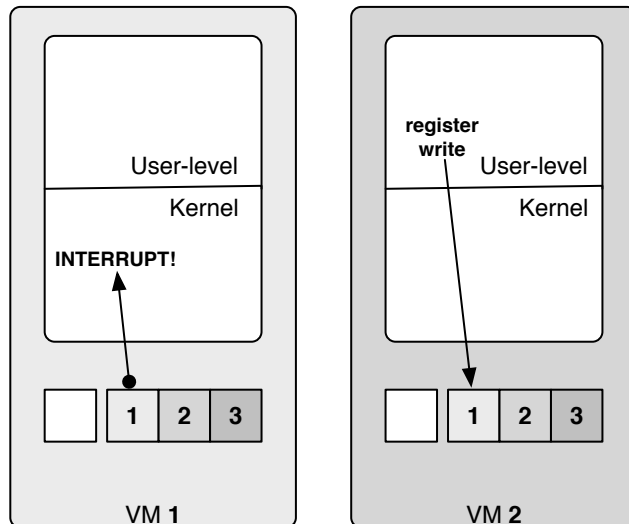 User-level
Kernel
INTERRUPT!
1 2 3
VM 1
register
write
User-level
Kernel
1 2 3
VM 2